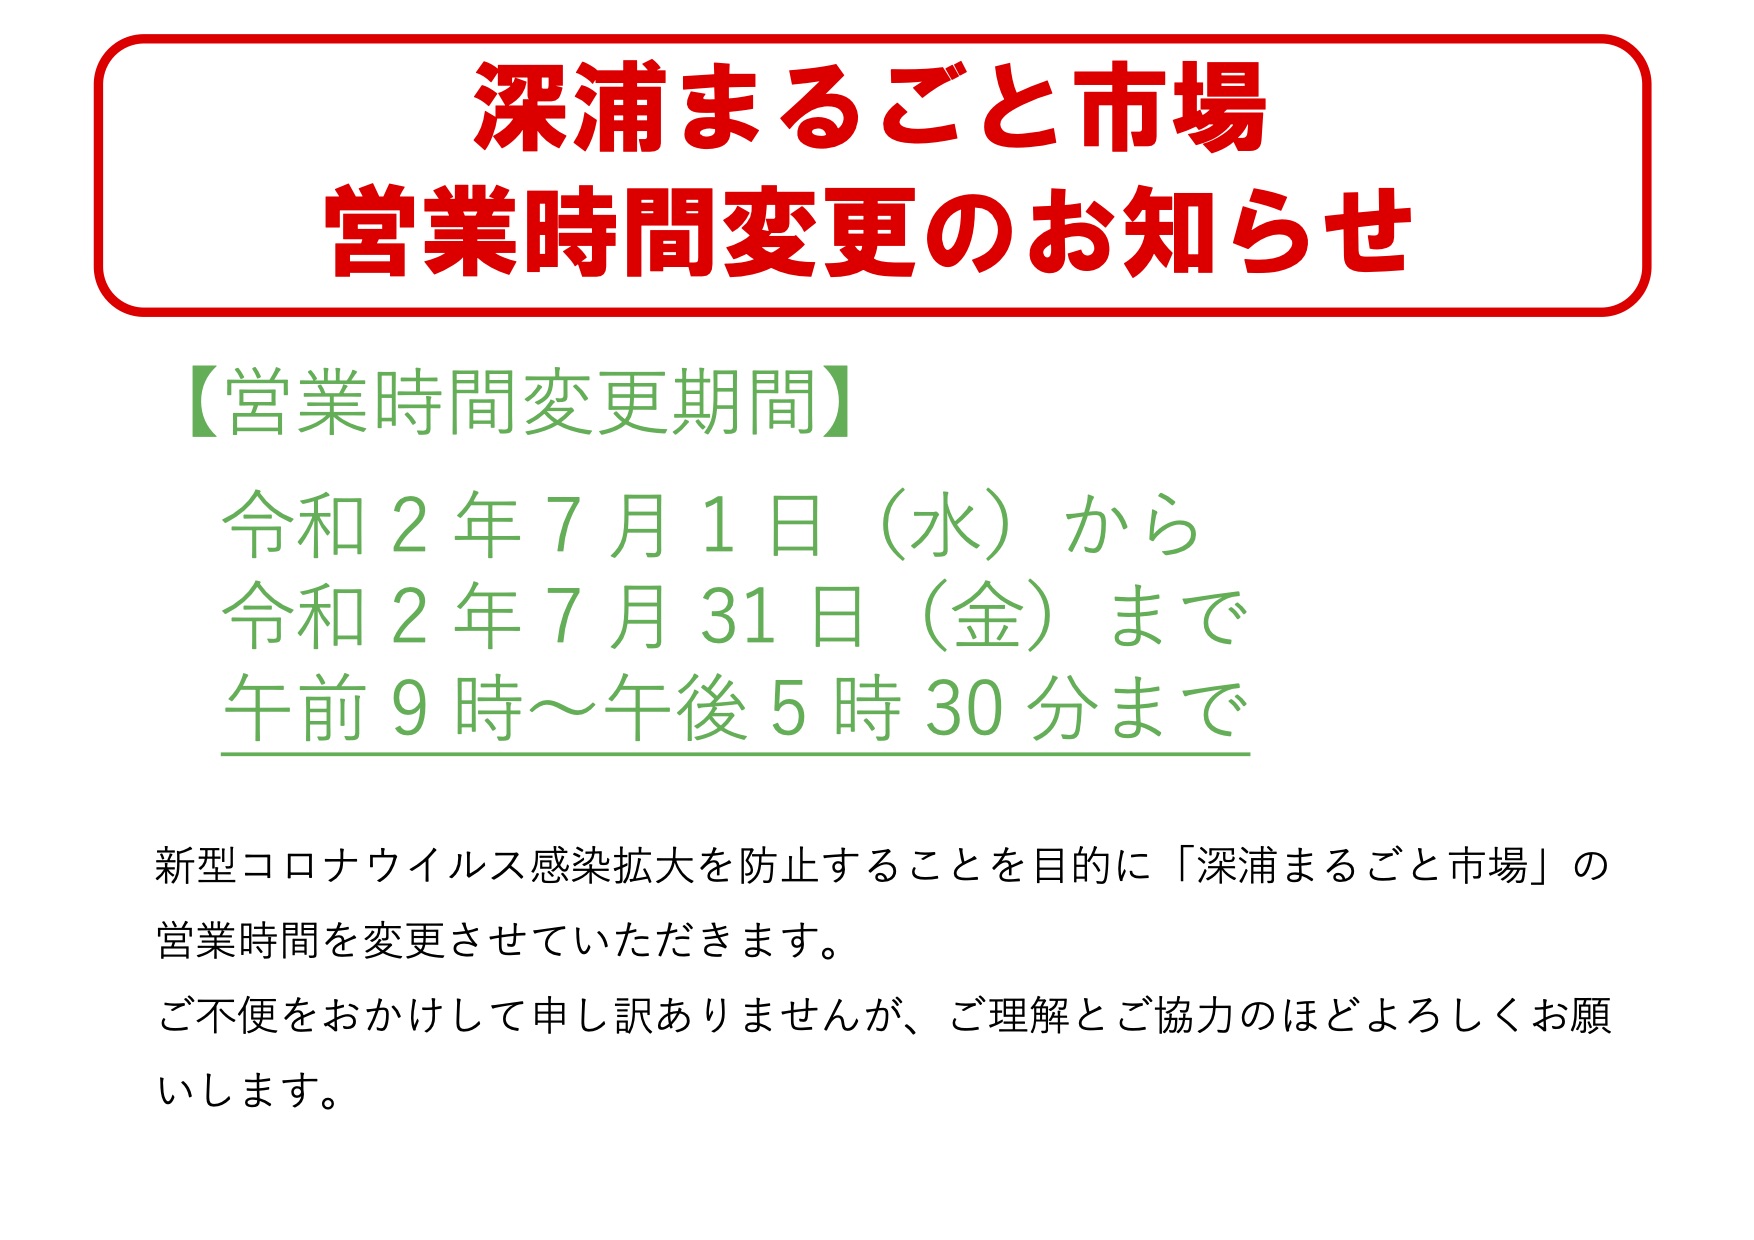 深浦まるごと市場
営業時間変更のお知らせ
【営業時間変更期間】
令和2年7月1日（水）から
令和2年7月31日（金）まで
午前9時～午後5時30分まで
新型コロナウイルス感染拡大を防止することを目的に「深浦まるごと市場」の
営業時間を変更させていただきます。
ご不便をおかけして申し訳ありませんが、ご理解とご協力のほどよろしくお願
いします。